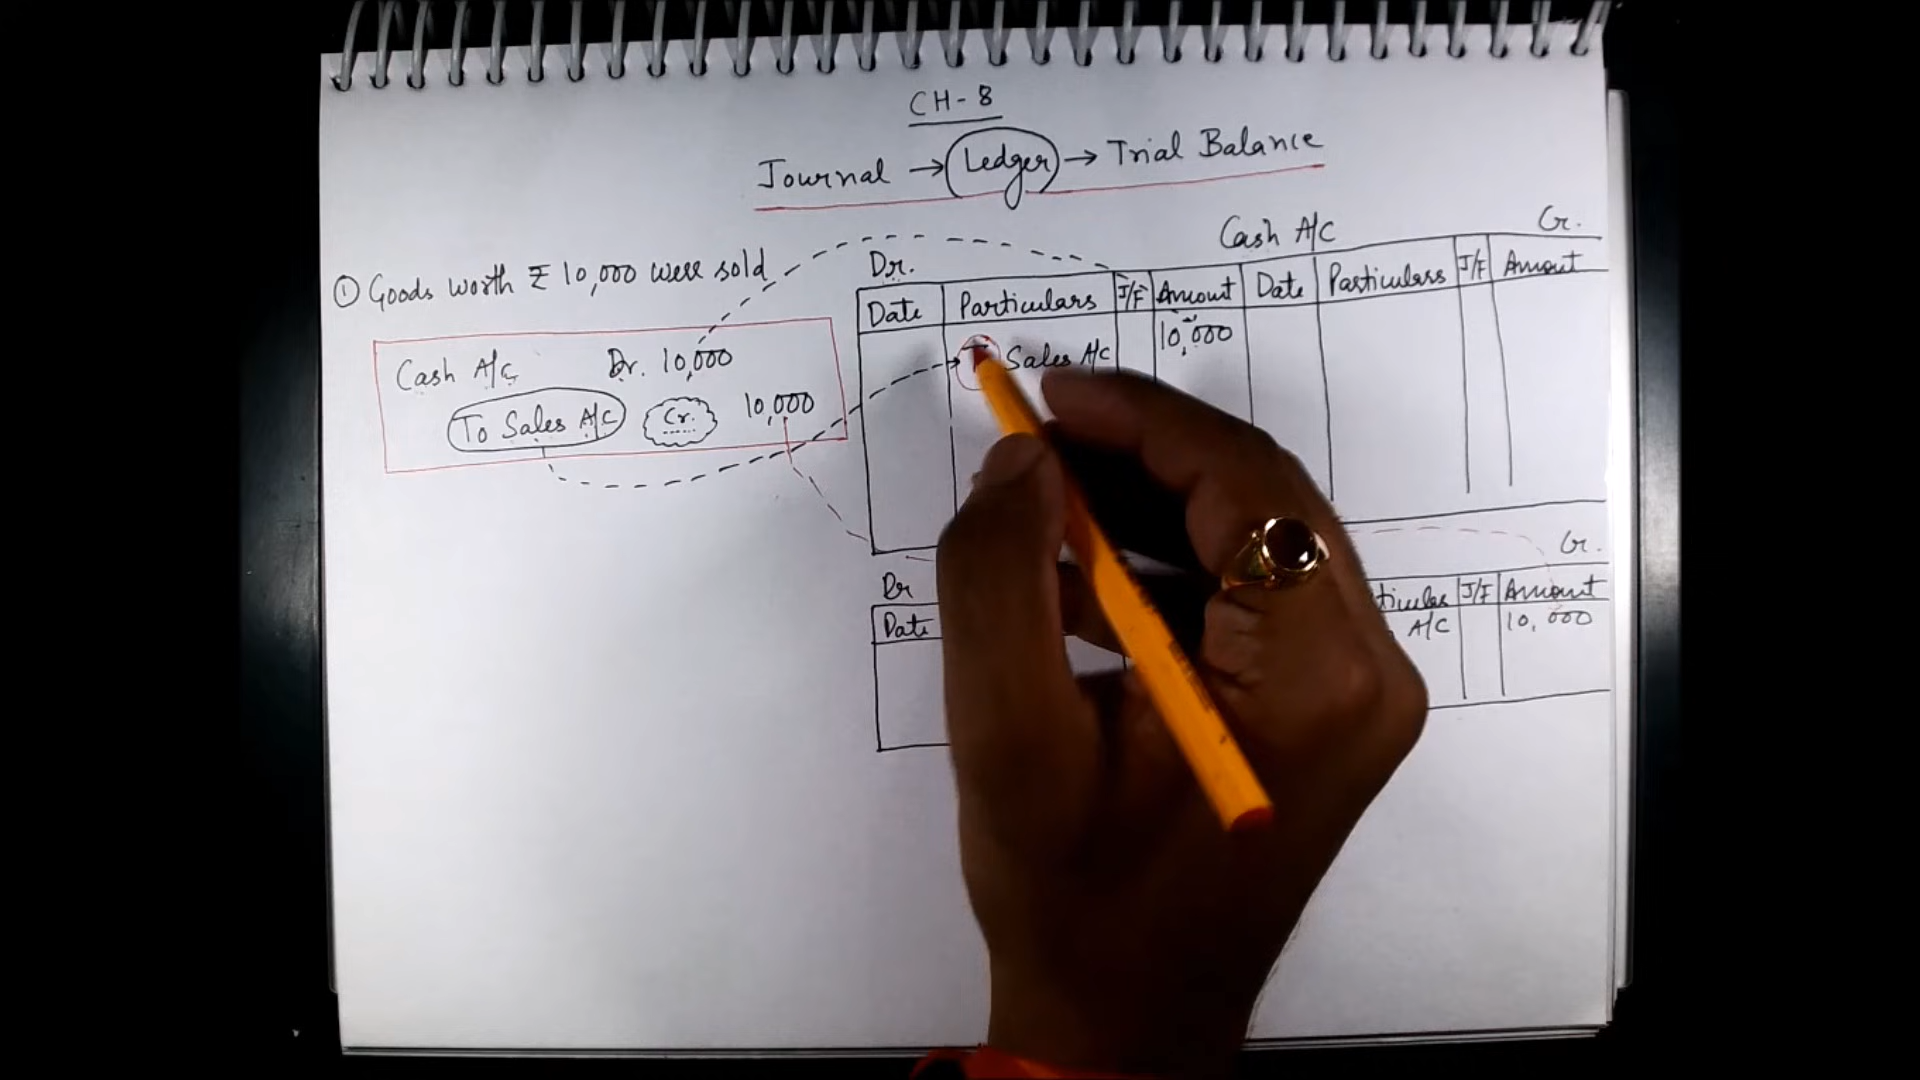 CH-8
Journal → Ledger → Trial Balance
① Goods worth ₹ 10,000 were sold
Cash A/c Dr. 10,000
To Sales A/C Cr. 10,000
Cash A/C
Dr. Cr.
Date Particulars J/F Amount Date Particulars J/F Amout
Sales A/C 10,000
Dr Cr.
Date J/F Amount
A/C 10,000